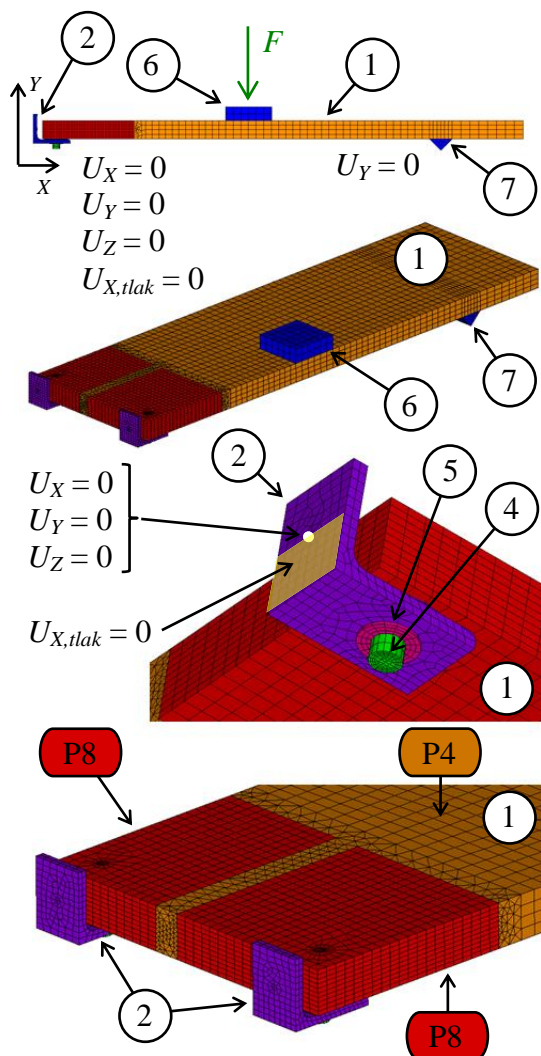 2
6
F
1
Y
X
U_X = 0
U_Y = 0
U_Y = 0
7
U_Z = 0
U_X,tlak = 0
1
7
6
2
5
4
U_X = 0
U_Y = 0
U_Z = 0
U_X,tlak = 0
1
P8
P4
1
2
P8